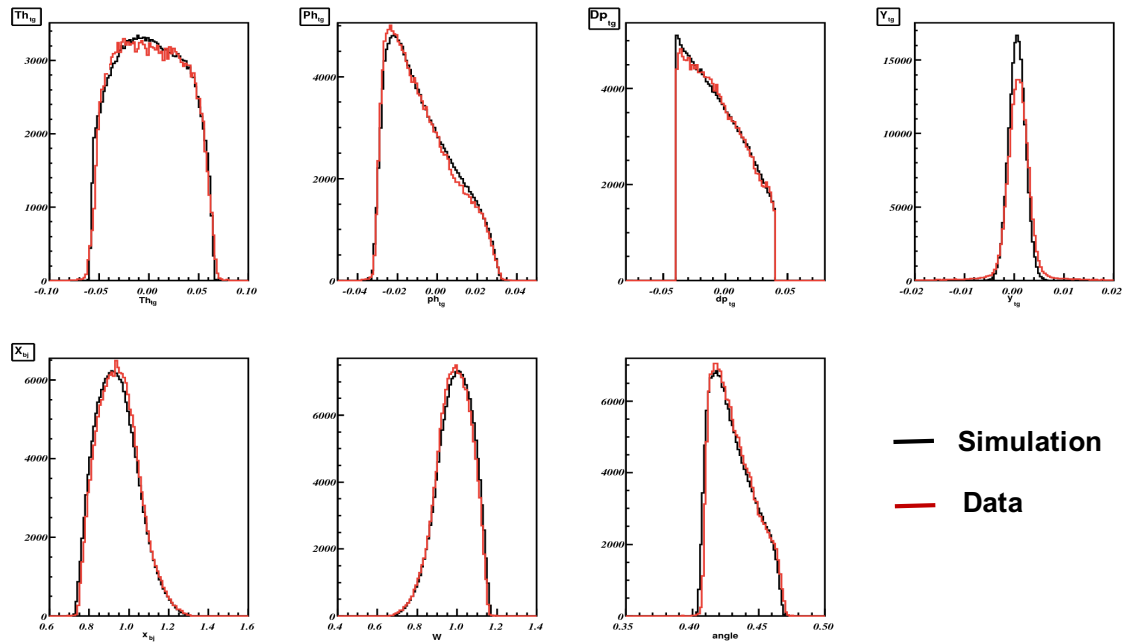 Th_tg
3000
2000
1000
0
-0.10 -0.05 0.00 0.05 0.10
Th_tg
Ph_tg
4000
2000
0
-0.04 -0.02 0.00 0.02 0.04
ph_tg
Dp_tg
4000
2000
0
-0.05 0.00 0.05
dp_tg
Y_tg
15000
10000
5000
0
-0.02 -0.01 0.00 0.01 0.02
y_tg
X_bj
6000
4000
2000
0
0.6 0.8 1.0 1.2 1.4 1.6
x_bj
6000
4000
2000
0
0.4 0.6 0.8 1.0 1.2 1.4
W
6000
4000
2000
0
0.35 0.40 0.45 0.50
angle
Simulation
Data